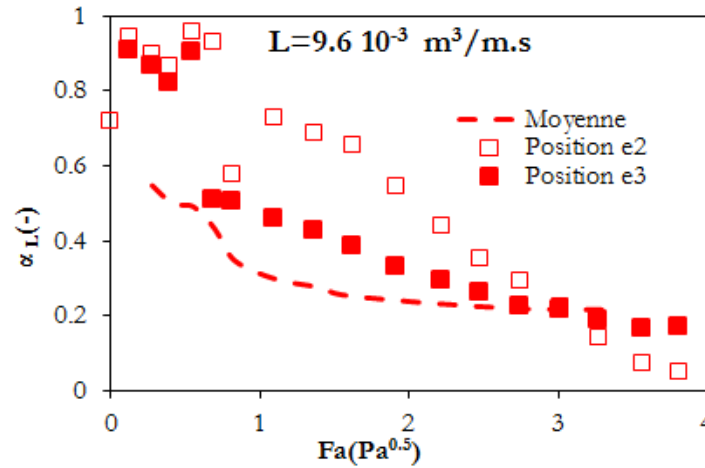 L=9.6 10⁻³ m³/m.s
1
0.8
0.6
0.4
0.2
0
α L(-)
Moyenne
Position e2
Position e3
0 1 2 3 4
Fa(Pa⁰·⁵)